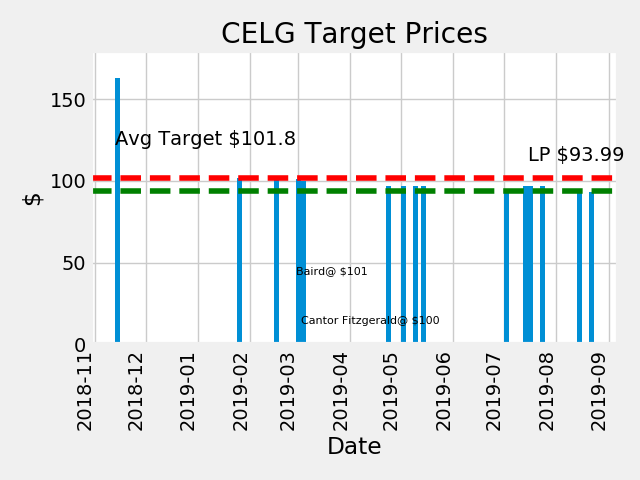 CELG Target Prices
150
Avg Target $101.8
LP $93.99
100
$
50
Baird@ $101
Cantor Fitzgerald@ $100
0
2018-11
2018-12
2019-01
2019-02
2019-03
2019-04
2019-05
2019-06
2019-07
2019-08
2019-09
Date